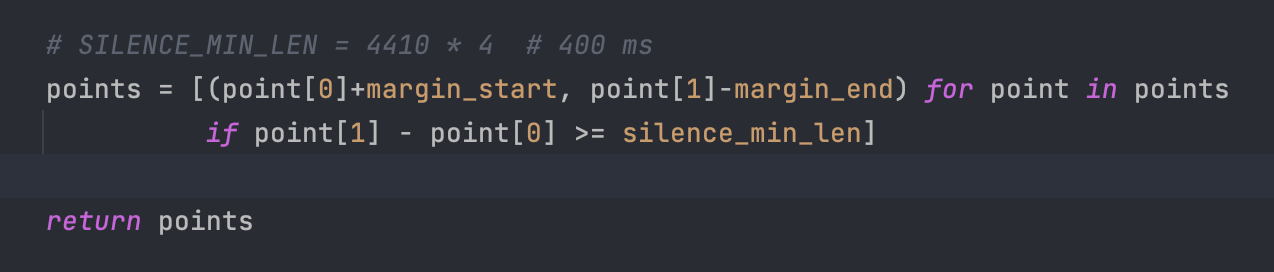 # SILENCE_MIN_LEN = 4410 * 4  # 400 ms
points = [(point[0]+margin_start, point[1]-margin_end) for point in points
          if point[1] - point[0] >= silence_min_len]
return points